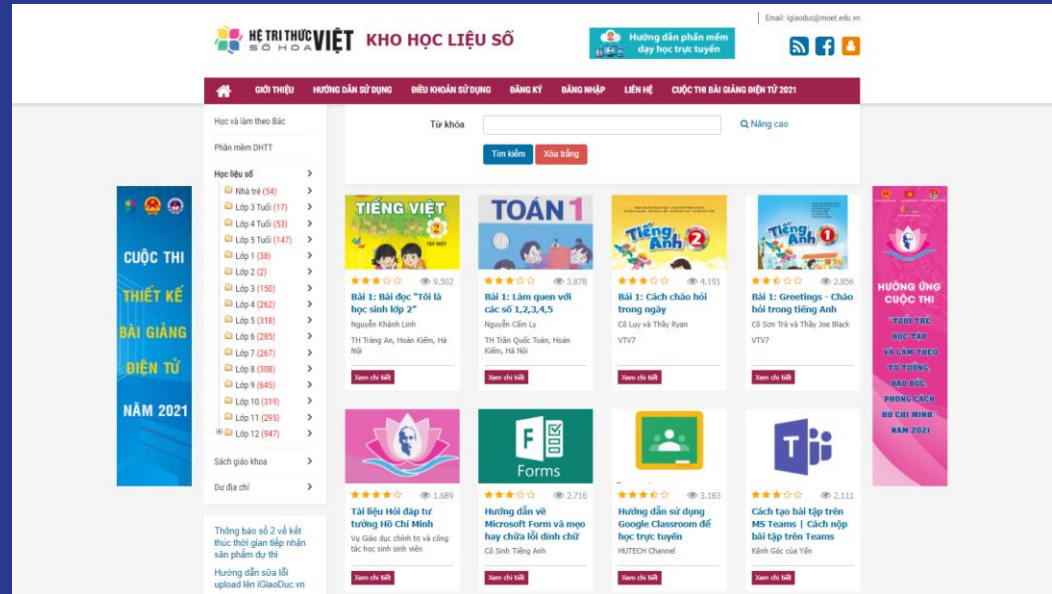 Email: igiaoduc@moet.edu.vn
HỆ TRI THỨC
SỐ HOÁ
VIỆT
KHO HỌC LIỆU SỐ
Hướng dẫn phần mềm
dạy học trực tuyến
GIỚI THIỆU HƯỚNG DẪN SỬ DỤNG ĐIỀU KHOẢN SỬ DỤNG ĐĂNG KÝ ĐĂNG NHẬP LIÊN HỆ CUỘC THI BÀI GIẢNG ĐIỆN TỬ 2021
Học và làm theo Bác
Phần mềm DHTT
Học liệu số
Nhà trẻ (54)
Lớp 3 Tuổi (17)
Lớp 4 Tuổi (53)
Lớp 5 Tuổi (147)
Lớp 1 (38)
Lớp 2 (2)
Lớp 3 (150)
Lớp 4 (262)
Lớp 5 (318)
Lớp 6 (285)
Lớp 7 (267)
Lớp 8 (308)
Lớp 9 (645)
Lớp 10 (319)
Lớp 11 (295)
Lớp 12 (947)
Sách giáo khoa
Dư địa chí
Thông báo số 2 về kết
thúc thời gian tiếp nhận
sản phẩm dự thi
Hướng dẫn sửa lỗi
upload lên iGiaoDuc.vn
Từ khóa
Nâng cao
Tìm kiếm Xóa trắng
TIẾNG VIỆT
2
TẬP MỘT
9.502
Bài 1: Bài đọc "Tôi là
học sinh lớp 2"
Nguyễn Khánh Linh
TH Tràng An, Hoàn Kiếm, Hà
Nội
Xem chi tiết
TOÁN 1
3.878
Bài 1: Làm quen với
các số 1,2,3,4,5
Nguyễn Cẩm Ly
TH Trần Quốc Toản, Hoàn
Kiếm, Hà Nội
Xem chi tiết
Tiếng
Anh 2
4.191
Bài 1: Cách chào hỏi
trong ngày
Cô Luy và Thầy Ryan
VTV7
Xem chi tiết
Tiếng
Anh 1
2.856
Bài 1: Greetings - Chào
hỏi trong tiếng Anh
Cô Sơn Trà và Thầy Joe Black
VTV7
Xem chi tiết
1.689
Tài liệu Hỏi đáp tư
tưởng Hồ Chí Minh
Vụ Giáo dục chính trị và công
tác học sinh sinh viên
Xem chi tiết
F
Forms
2.716
Hướng dẫn về
Microsoft Form và mẹo
hay chữa lỗi dính chữ
Cô Sinh Tiếng Anh
Xem chi tiết
3.183
Hướng dẫn sử dụng
Google Classroom để
học trực tuyến
HUTECH Channel
Xem chi tiết
T
2.111
Cách tạo bài tập trên
MS Teams | Cách nộp
bài tập trên Teams
Kênh Góc của Yến
Xem chi tiết
CUỘC THI
THIẾT KẾ
BÀI GIẢNG
ĐIỆN TỬ
NĂM 2021
HƯỞNG ỨNG
CUỘC THI
"TUỔI TRẺ
HỌC TẬP
VÀ LÀM THEO
TƯ TƯỞNG,
ĐẠO ĐỨC,
PHONG CÁCH
HỒ CHÍ MINH
NĂM 2021